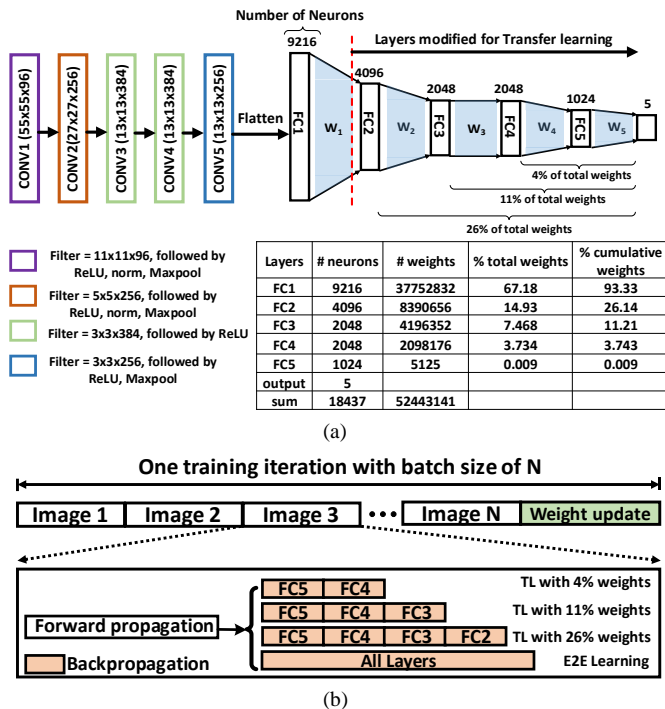 Number of Neurons
9216
Layers modified for Transfer learning
4096
2048
2048
1024
5
CONV1 (55x55x96)
CONV2(27x27x256)
CONV3 (13x13x384)
CONV4 (13x13x384)
CONV5 (13x13x256)
Flatten
FC1
W1
FC2
W2
FC3
W3
FC4
W4
FC5
W5
4% of total weights
11% of total weights
26% of total weights
Filter = 11x11x96, followed by
ReLU, norm, Maxpool
Filter = 5x5x256, followed by
ReLU, norm, Maxpool
Filter = 3x3x384, followed by ReLU
Filter = 3x3x256, followed by
ReLU, Maxpool
Layers # neurons # weights % total weights % cumulative weights
FC1 9216 37752832 67.18 93.33
FC2 4096 8390656 14.93 26.14
FC3 2048 4196352 7.468 11.21
FC4 2048 2098176 3.734 3.743
FC5 1024 5125 0.009 0.009
output 5
sum 18437 52443141
(a)
One training iteration with batch size of N
Image 1 Image 2 Image 3 ••• Image N Weight update
Forward propagation
Backpropagation
FC5 FC4 TL with 4% weights
FC5 FC4 FC3 TL with 11% weights
FC5 FC4 FC3 FC2 TL with 26% weights
All Layers E2E Learning
(b)